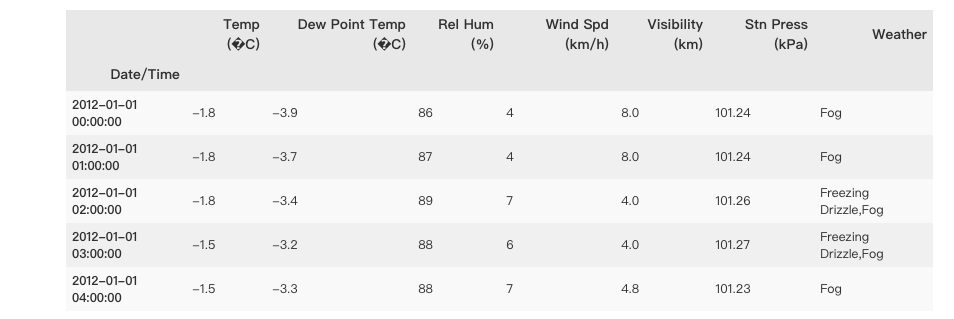 Temp (�C) Dew Point Temp (�C) Rel Hum (%) Wind Spd (km/h) Visibility (km) Stn Press (kPa) Weather
Date/Time
2012-01-01 00:00:00 -1.8 -3.9 86 4 8.0 101.24 Fog
2012-01-01 01:00:00 -1.8 -3.7 87 4 8.0 101.24 Fog
2012-01-01 02:00:00 -1.8 -3.4 89 7 4.0 101.26 Freezing Drizzle,Fog
2012-01-01 03:00:00 -1.5 -3.2 88 6 4.0 101.27 Freezing Drizzle,Fog
2012-01-01 04:00:00 -1.5 -3.3 88 7 4.8 101.23 Fog